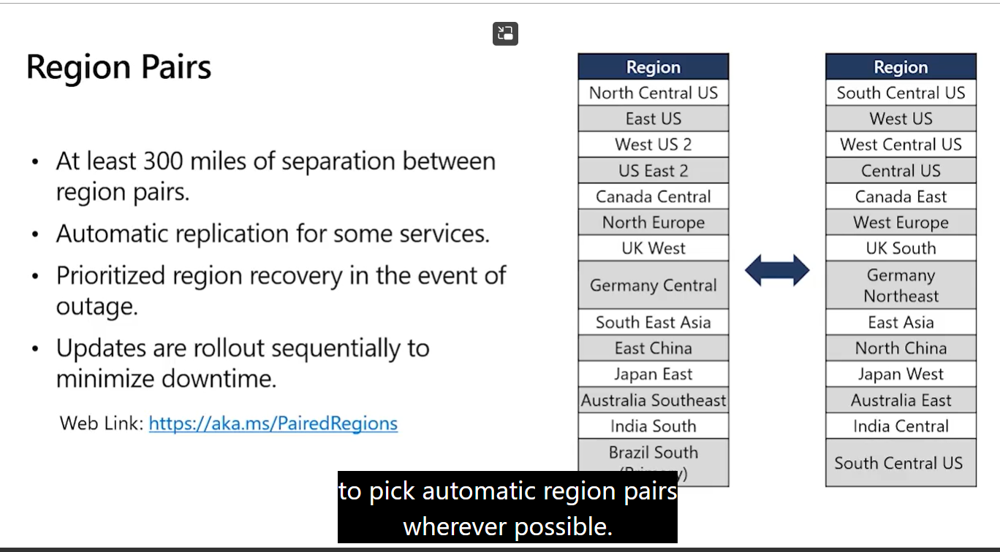 Region Pairs
• At least 300 miles of separation between
region pairs.
• Automatic replication for some services.
• Prioritized region recovery in the event of
outage.
• Updates are rollout sequentially to
minimize downtime.
Web Link: https://aka.ms/PairedRegions
Region
North Central US
East US
West US 2
US East 2
Canada Central
North Europe
UK West
Germany Central
South East Asia
East China
Japan East
Australia Southeast
India South
Brazil South
Region
South Central US
West US
West Central US
Central US
Canada East
West Europe
UK South
Germany
Northeast
East Asia
North China
Japan West
Australia East
India Central
South Central US
to pick automatic region pairs
wherever possible.